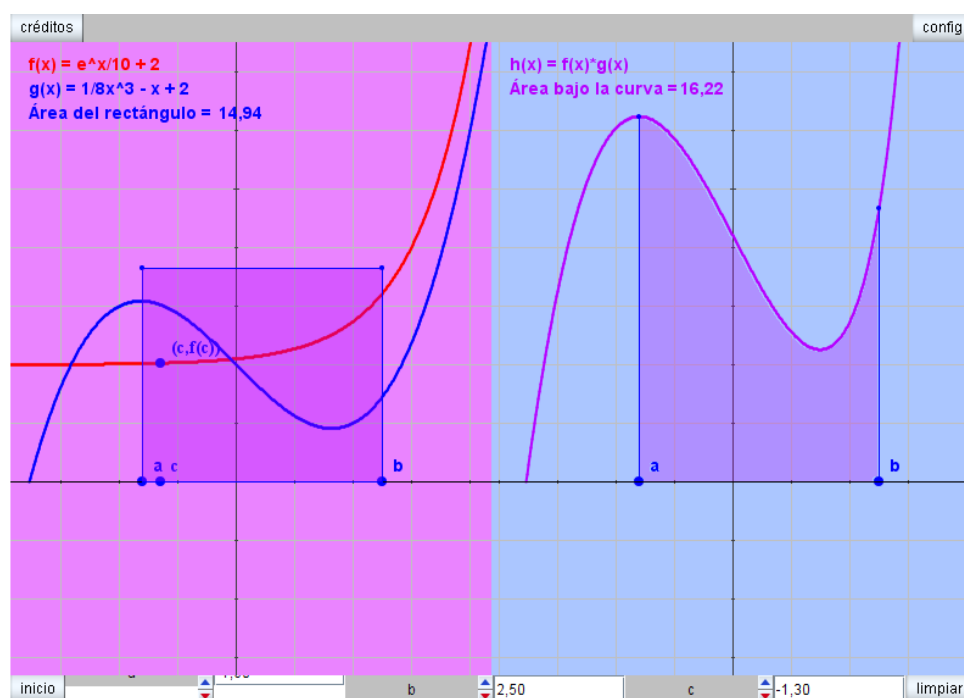 créditos
config
f(x) = e^x/10 + 2
g(x) = 1/8x^3 - x + 2
Área del rectángulo = 14,94
h(x) = f(x)*g(x)
Área bajo la curva = 16,22
(c,f(c))
a c
b
a
b
inicio
b
2,50
c
-1,30
limpiar